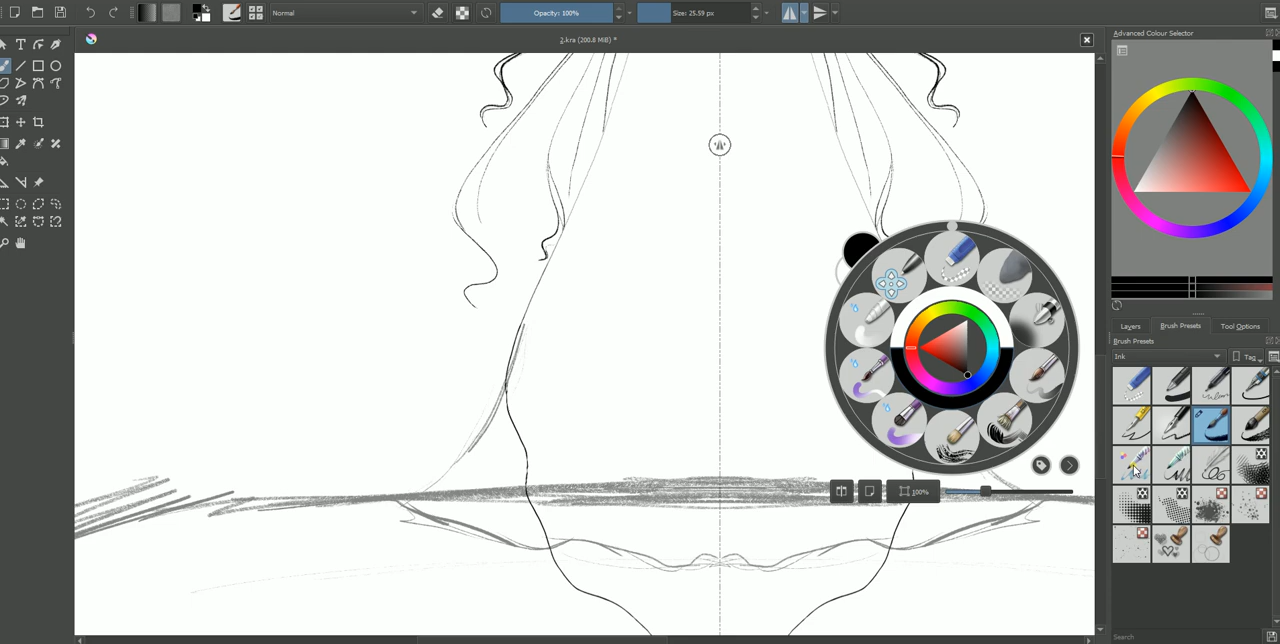 Normal
Opacity: 100%
Size: 25.59 px
2.kra (200.8 MiB) *
Advanced Colour Selector
Layers
Brush Presets
Tool Options
Brush Presets
Ink
Tag
100%
Search